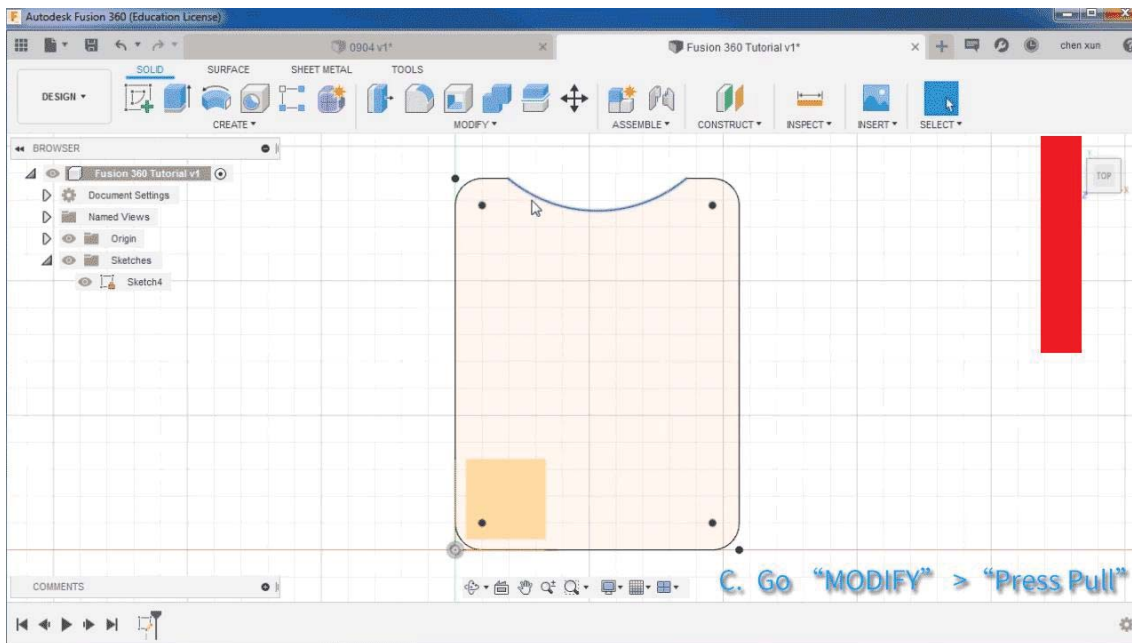 Autodesk Fusion 360 (Education License)
0904 v1*
Fusion 360 Tutorial v1*
chen xun
DESIGN
SOLID
SURFACE
SHEET METAL
TOOLS
CREATE
MODIFY
ASSEMBLE
CONSTRUCT
INSPECT
INSERT
SELECT
BROWSER
Fusion 360 Tutorial v1
Document Settings
Named Views
Origin
Sketches
Sketch4
TOP
X
COMMENTS
C. Go “MODIFY” > “Press Pull”